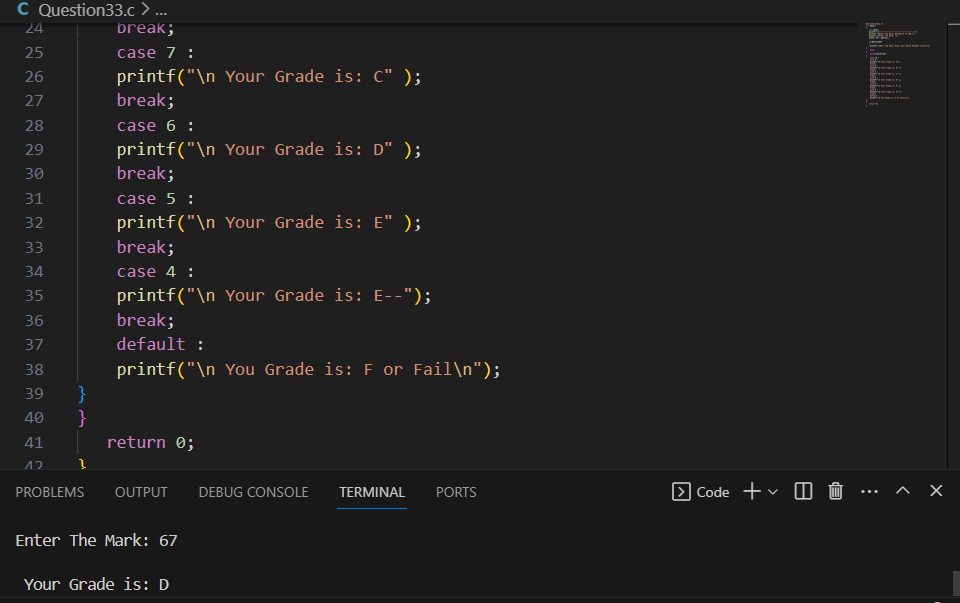 C Question33.c > ...
24 break;
25 case 7 :
26 printf("\n Your Grade is: C" );
27 break;
28 case 6 :
29 printf("\n Your Grade is: D" );
30 break;
31 case 5 :
32 printf("\n Your Grade is: E" );
33 break;
34 case 4 :
35 printf("\n Your Grade is: E--");
36 break;
37 default :
38 printf("\n You Grade is: F or Fail\n");
39 }
40 }
41 return 0;
42 }
PROBLEMS OUTPUT DEBUG CONSOLE TERMINAL PORTS Code
Enter The Mark: 67
Your Grade is: D